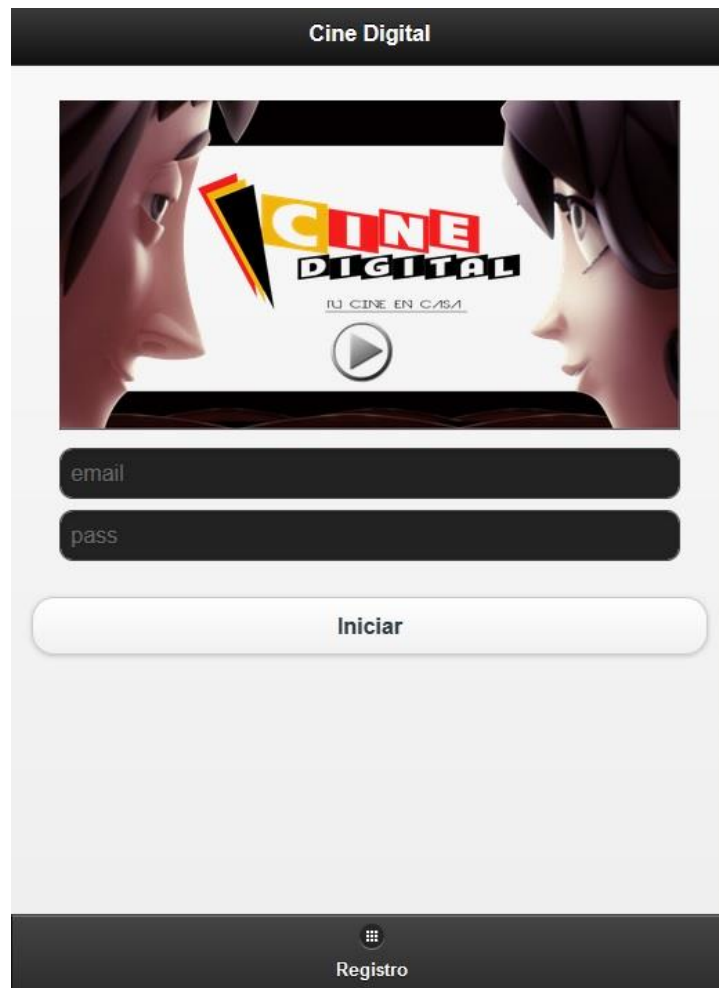 Cine Digital
CINE
DIGITAL
TU CINE EN CASA
email
pass
Iniciar
Registro